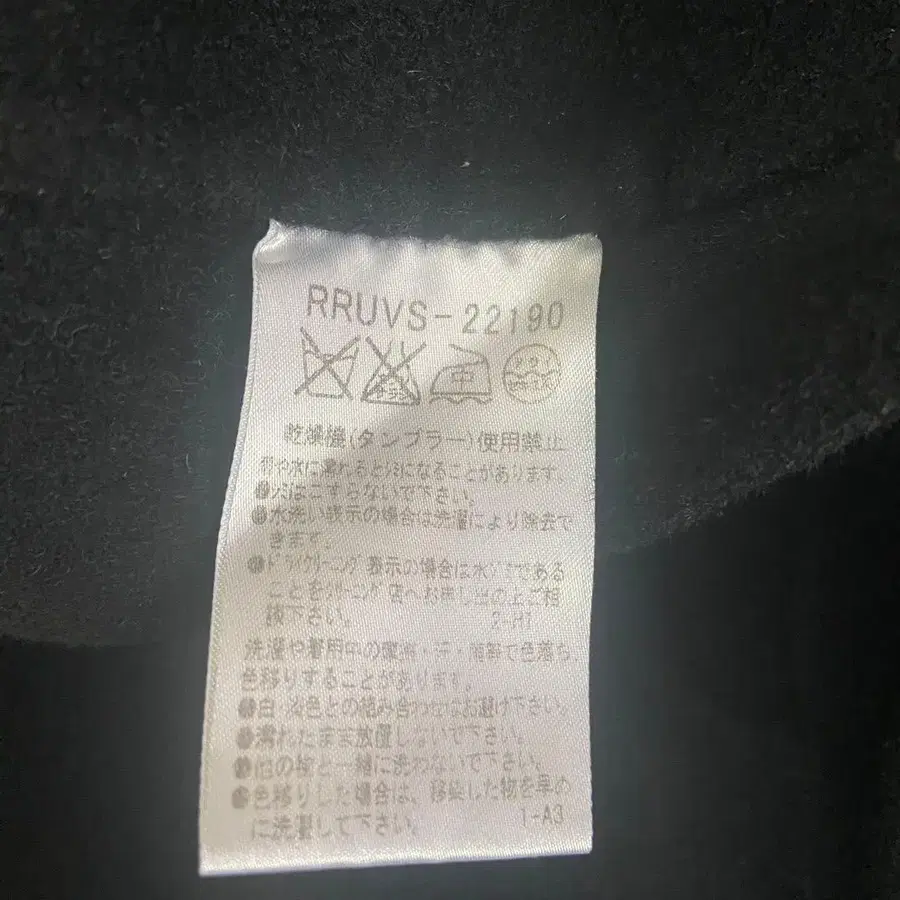 RRUVS-22190
乾燥機(タンブラー)使用禁止
雨や水に濡れるとシミになることがあります。
●シミはこすらないで下さい。
●水洗い表示の場合は洗濯により除去で
きます。
●ドライクリーニング表示の場合は水ジミである
ことをクリーニング店へお申し出の上ご相
談下さい。 2-H1
洗濯や着用中の摩擦・汗・雨等で色落ち、
色移りすることがあります。
●白、淡色との組み合わせはお避け下さい。
●濡れたまま放置しないで下さい。
●他の物と一緒に洗わないで下さい。
●色移りした場合は、移染した物を早め
に洗濯して下さい。 1-A3